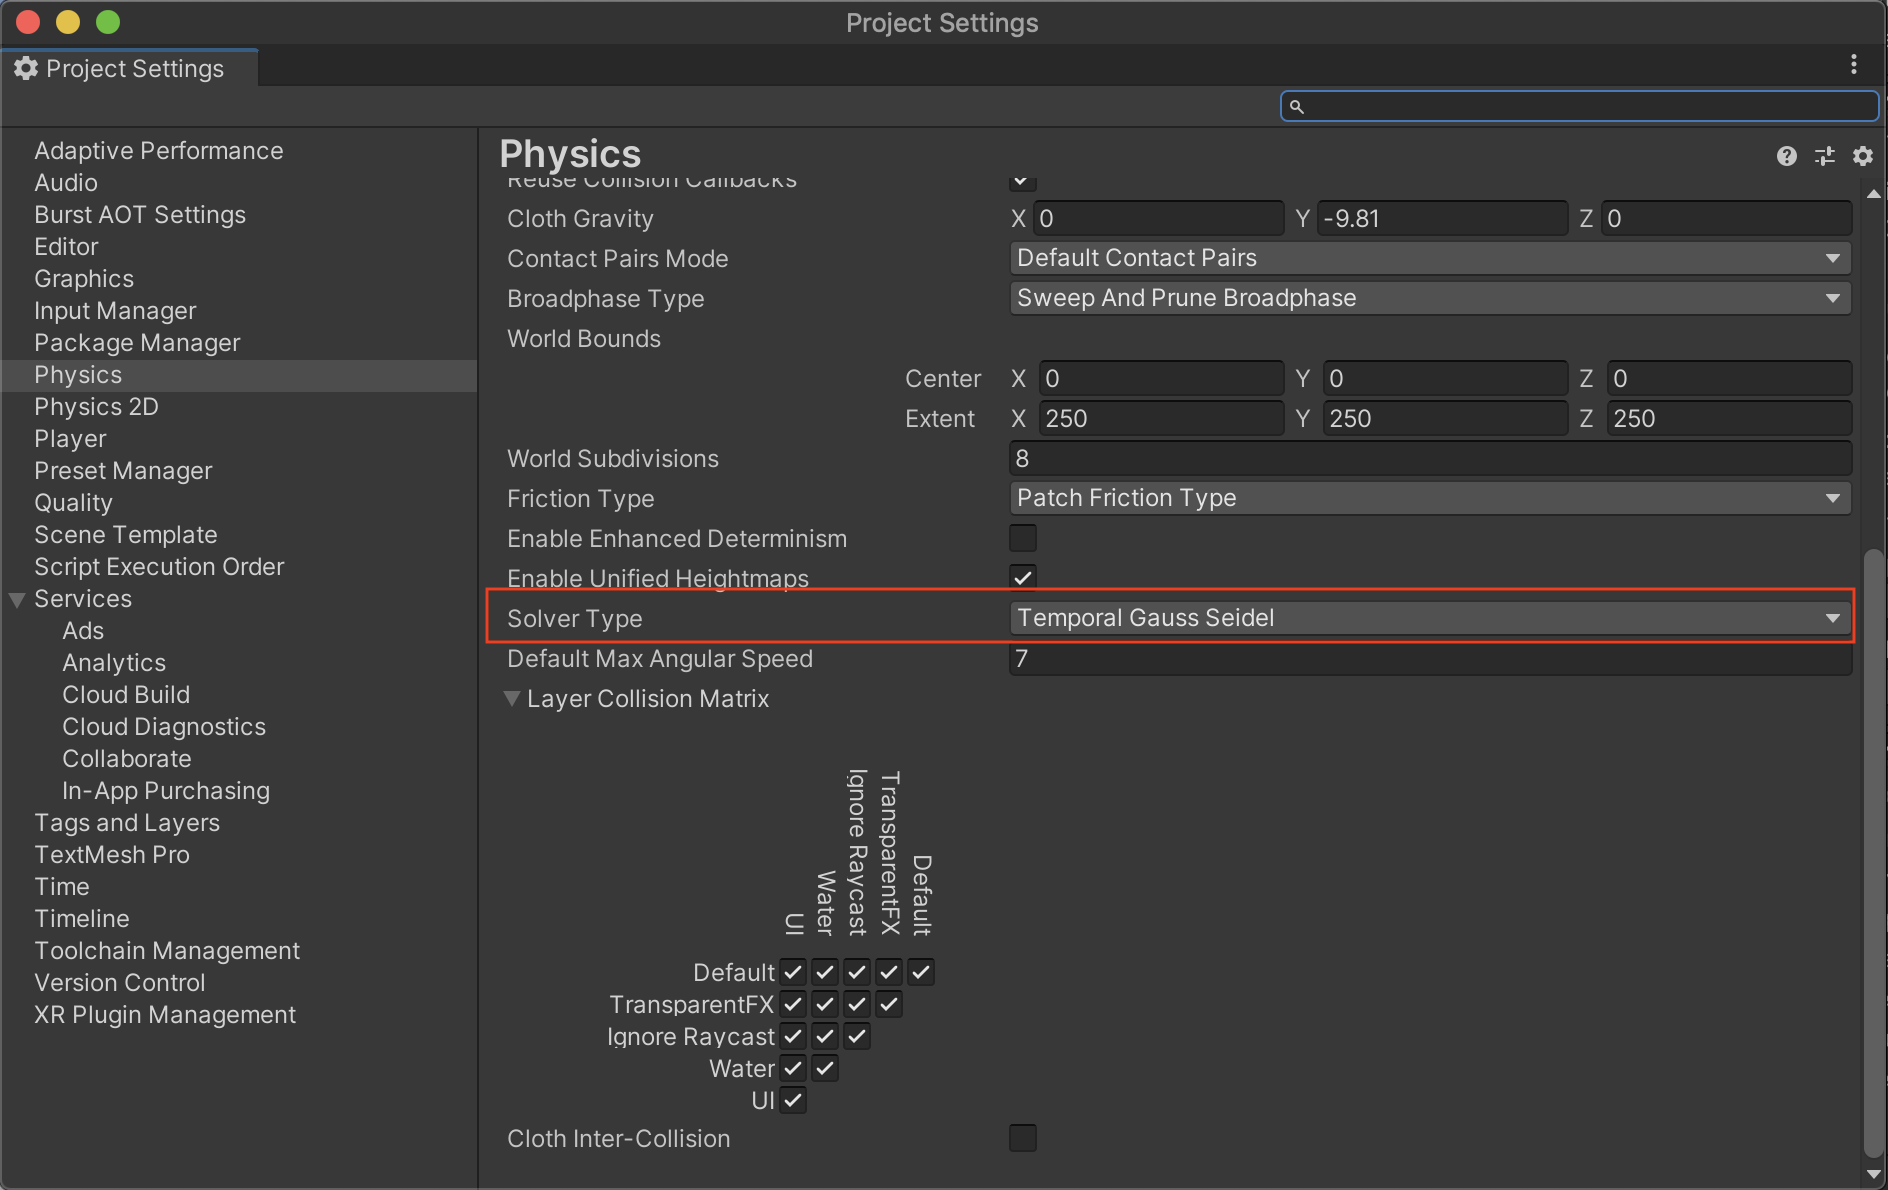 Project Settings
Project Settings
Adaptive Performance
Audio
Burst AOT Settings
Editor
Graphics
Input Manager
Package Manager
Physics
Physics 2D
Player
Preset Manager
Quality
Scene Template
Script Execution Order
Services
Ads
Analytics
Cloud Build
Cloud Diagnostics
Collaborate
In-App Purchasing
Tags and Layers
TextMesh Pro
Time
Timeline
Toolchain Management
Version Control
XR Plugin Management
Physics
Reuse Collision Callbacks
Cloth Gravity X 0 Y -9.81 Z 0
Contact Pairs Mode Default Contact Pairs
Broadphase Type Sweep And Prune Broadphase
World Bounds
Center X 0 Y 0 Z 0
Extent X 250 Y 250 Z 250
World Subdivisions 8
Friction Type Patch Friction Type
Enable Enhanced Determinism
Enable Unified Heightmaps
Solver Type Temporal Gauss Seidel
Default Max Angular Speed 7
Layer Collision Matrix
UI
Water
Ignore Raycast
TransparentFX
Default
Default
TransparentFX
Ignore Raycast
Water
UI
Cloth Inter-Collision